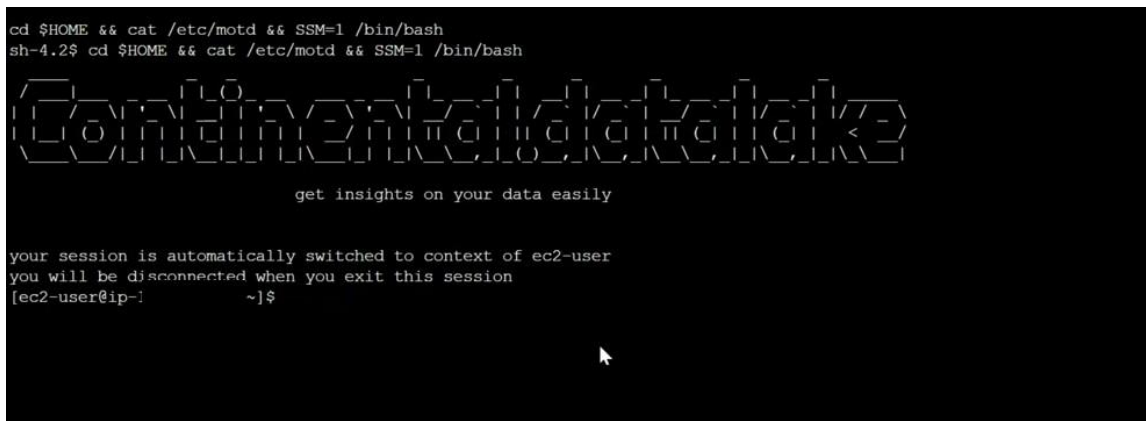 cd $HOME && cat /etc/motd && SSM=1 /bin/bash
sh-4.2$ cd $HOME && cat /etc/motd && SSM=1 /bin/bash
Continental.datalake
get insights on your data easily
your session is automatically switched to context of ec2-user
you will be disconnected when you exit this session
[ec2-user@ip-1 ~]$